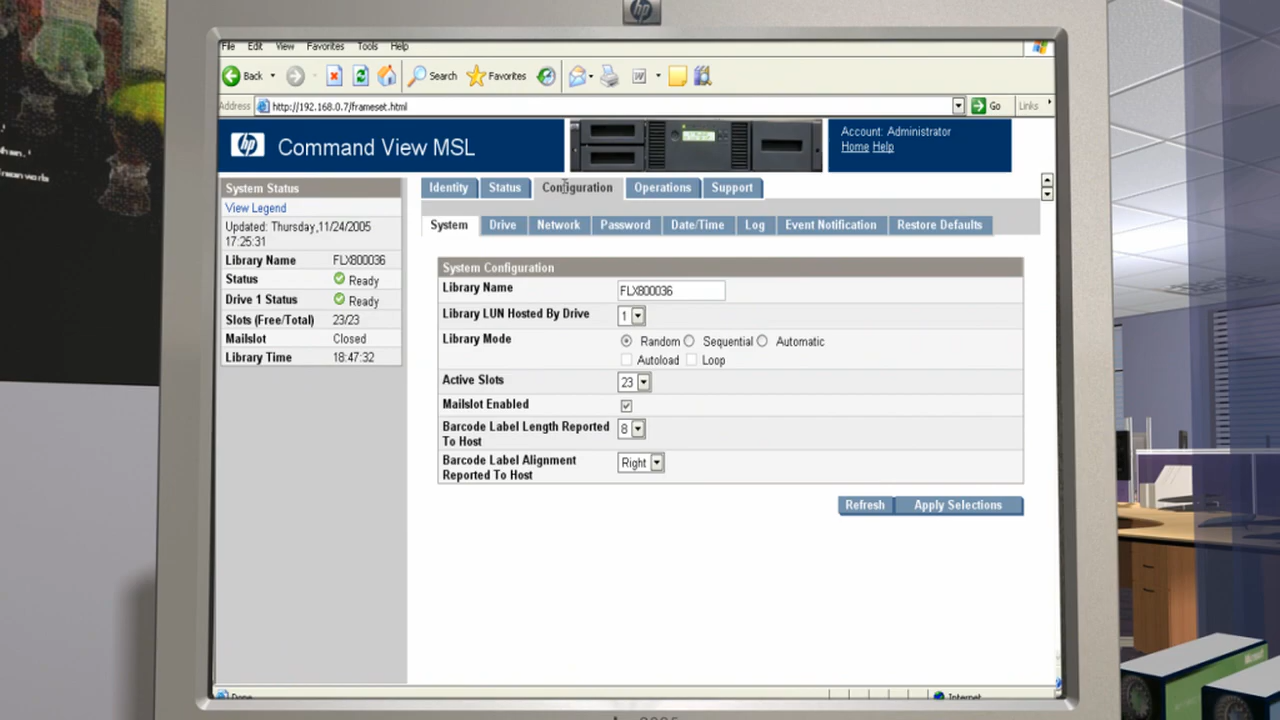 hp
File Edit View Favorites Tools Help
Back Search Favorites
Address http://192.168.0.7/frameset.html Go Links
hp Command View MSL
Account: Administrator
Home Help
System Status
View Legend
Updated: Thursday,11/24/2005
17:25:31
Library Name FLX800036
Status Ready
Drive 1 Status Ready
Slots (Free/Total) 23/23
Mailslot Closed
Library Time 18:47:32
Identity Status Configuration Operations Support
System Drive Network Password Date/Time Log Event Notification Restore Defaults
System Configuration
Library Name FLX800036
Library LUN Hosted By Drive 1
Library Mode Random Sequential Automatic
Autoload Loop
Active Slots 23
Mailslot Enabled
Barcode Label Length Reported
To Host 8
Barcode Label Alignment
Reported To Host Right
Refresh Apply Selections
Done Internet